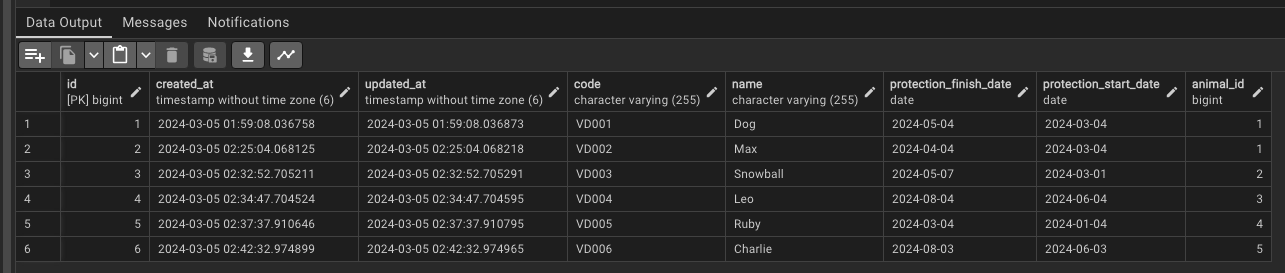 Data Output Messages Notifications
id created_at updated_at code name protection_finish_date protection_start_date animal_id
[PK] bigint timestamp without time zone (6) timestamp without time zone (6) character varying (255) character varying (255) date date bigint
1 1 2024-03-05 01:59:08.036758 2024-03-05 01:59:08.036873 VD001 Dog 2024-05-04 2024-03-04 1
2 2 2024-03-05 02:25:04.068125 2024-03-05 02:25:04.068218 VD002 Max 2024-04-04 2024-03-04 1
3 3 2024-03-05 02:32:52.705211 2024-03-05 02:32:52.705291 VD003 Snowball 2024-05-07 2024-03-01 2
4 4 2024-03-05 02:34:47.704524 2024-03-05 02:34:47.704595 VD004 Leo 2024-08-04 2024-06-04 3
5 5 2024-03-05 02:37:37.910646 2024-03-05 02:37:37.910795 VD005 Ruby 2024-03-04 2024-01-04 4
6 6 2024-03-05 02:42:32.974899 2024-03-05 02:42:32.974965 VD006 Charlie 2024-08-03 2024-06-03 5